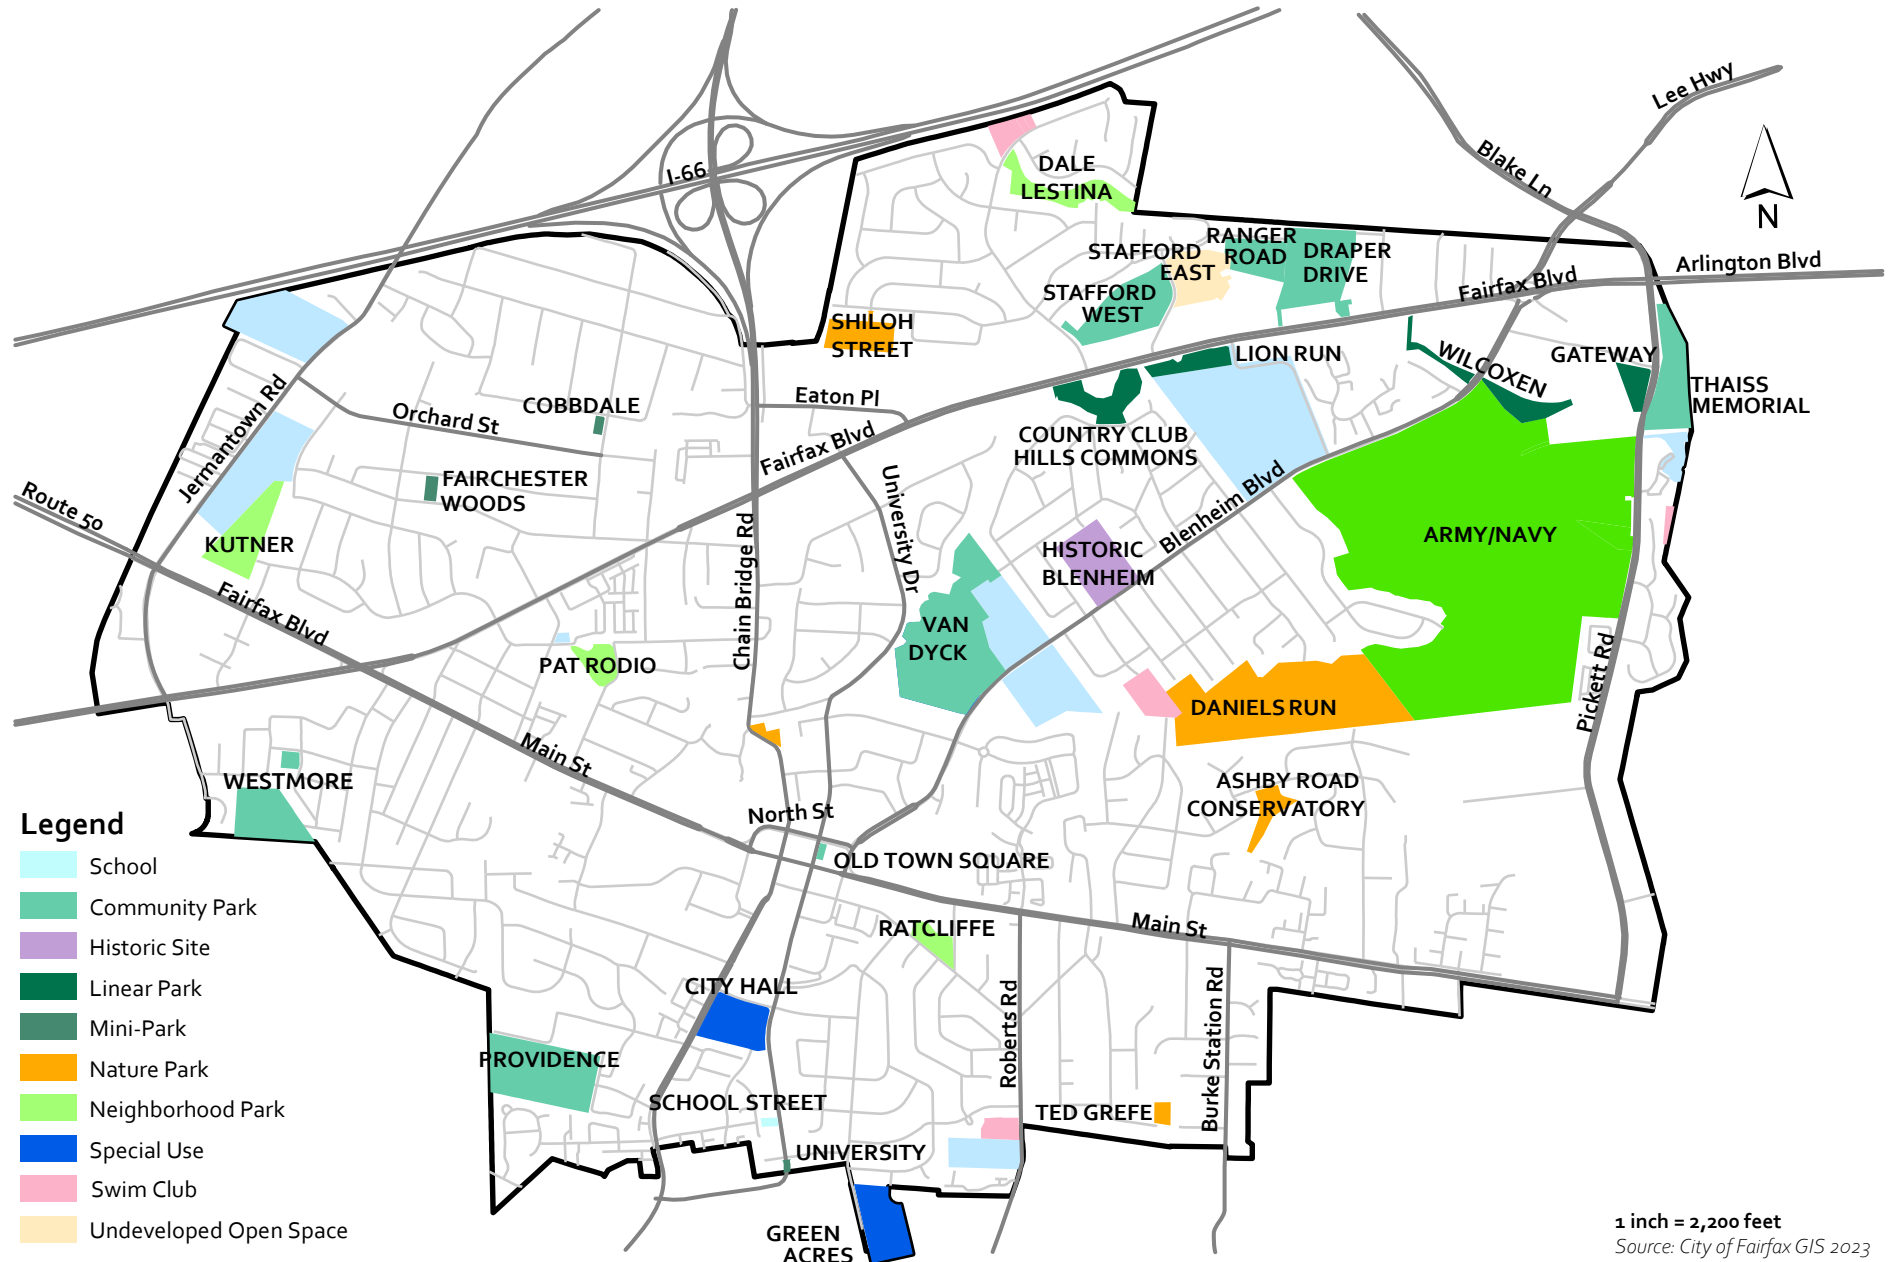 Lee Hwy
Blake Ln
I-66
N
DALE
LESTINA
RANGER
ROAD
DRAPER
DRIVE
STAFFORD
EAST
STAFFORD
WEST
Arlington Blvd
Fairfax Blvd
SHILOH
STREET
LION RUN
WILCOXEN
GATEWAY
THAISS
MEMORIAL
Jermantown Rd
Orchard St
COBBDALE
Eaton Pl
Fairfax Blvd
COUNTRY CLUB
HILLS COMMONS
FAIRCHESTER
WOODS
Route 50
University Dr
Blenheim Blvd
KUTNER
Chain Bridge Rd
HISTORIC
BLENHEIM
ARMY/NAVY
Fairfax Blvd
VAN
DYCK
PAT RODIO
Pickett Rd
DANIELS RUN
Main St
WESTMORE
ASHBY ROAD
CONSERVATORY
North St
OLD TOWN SQUARE
RATCLIFFE
Main St
CITY HALL
Roberts Rd
Burke Station Rd
PROVIDENCE
SCHOOL STREET
TED GREFE
UNIVERSITY
GREEN
ACRES
Legend
School
Community Park
Historic Site
Linear Park
Mini-Park
Nature Park
Neighborhood Park
Special Use
Swim Club
Undeveloped Open Space
1 inch = 2,200 feet
Source: City of Fairfax GIS 2023